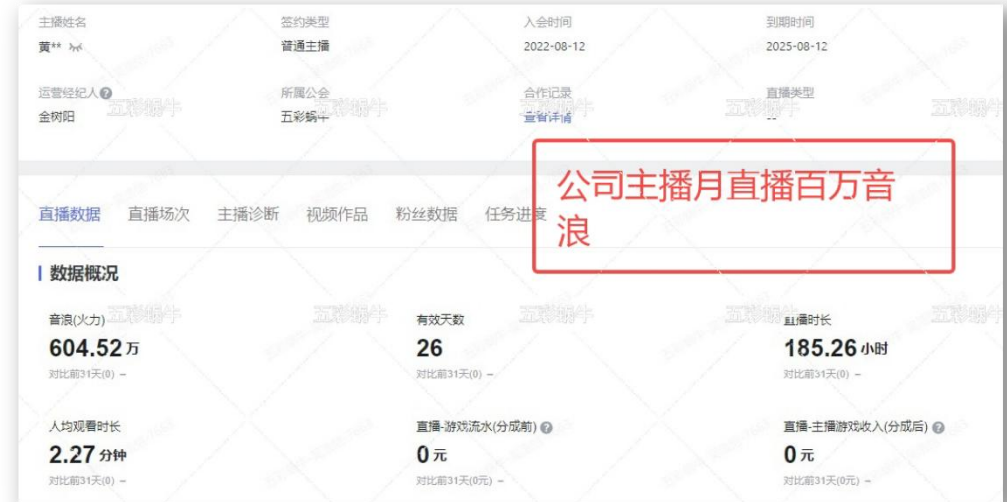 主播姓名 签约类型 入会时间 到期时间
黄** 普通主播 2022-08-12 2025-08-12
运营经纪人 所属公会 合作记录 直播类型
金树阳 五彩蜗牛 查看详情 --
公司主播月直播百万音
浪
直播数据 直播场次 主播诊断 视频作品 粉丝数据 任务进度
数据概况
音浪(火力) 有效天数 直播时长
604.52 万 26 185.26 小时
对比前31天(0) – 对比前31天(0) – 对比前31天(0) –
人均观看时长 直播-游戏流水(分成前) 直播-主播游戏收入(分成后)
2.27 分钟 0 元 0 元
对比前31天(0) – 对比前31天(0元) – 对比前31天(0元) –
五彩蜗牛